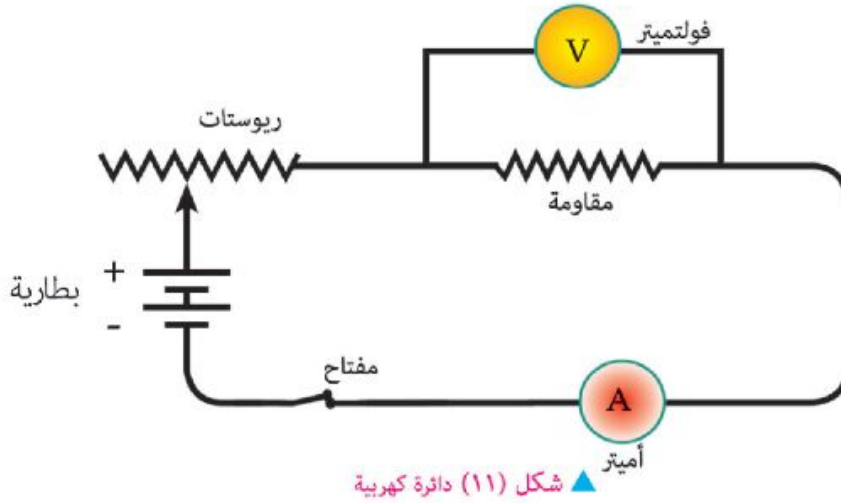 فولتميتر
V
ريوستات
مقاومة
+
بطارية
-
مفتاح
A
أميتر
شكل (١١) دائرة كهربية